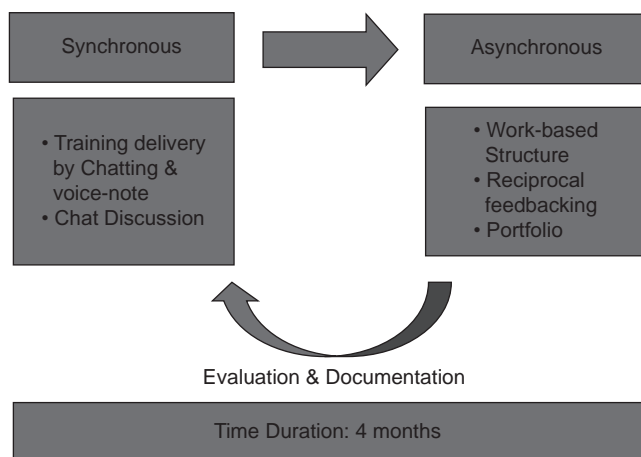 Synchronous
Asynchronous
• Training delivery
by Chatting &
voice-note
• Chat Discussion
• Work-based
Structure
• Reciprocal
feedbacking
• Portfolio
Evaluation & Documentation
Time Duration: 4 months